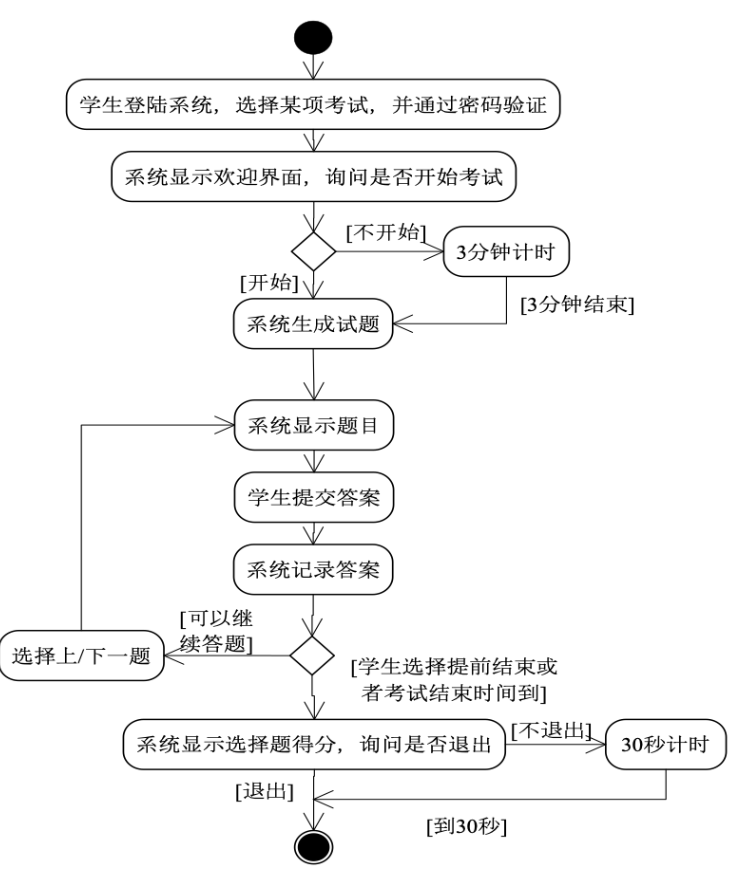 学生登陆系统，选择某项考试，并通过密码验证
系统显示欢迎界面，询问是否开始考试
[不开始]
3分钟计时
[开始]
[3分钟结束]
系统生成试题
系统显示题目
学生提交答案
系统记录答案
[可以继
续答题]
选择上/下一题
[学生选择提前结束或
者考试结束时间到]
系统显示选择题得分，询问是否退出
[不退出]
30秒计时
[退出]
[到30秒]